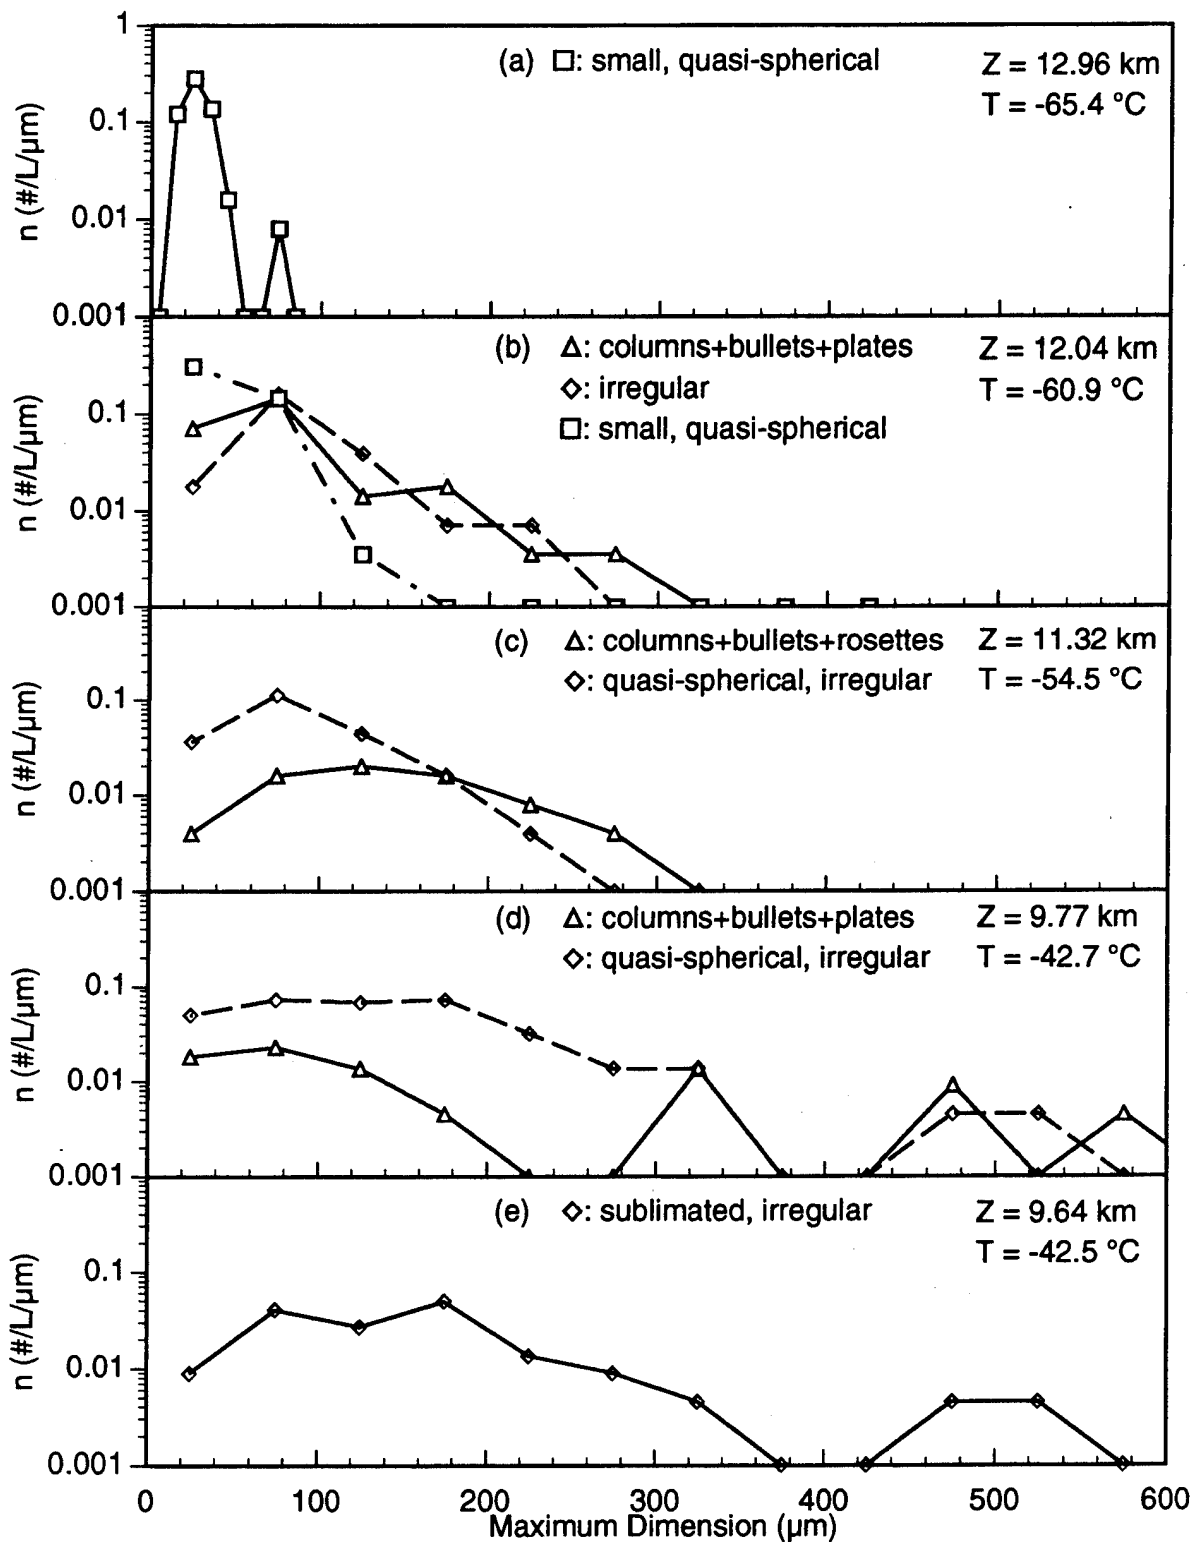 1
(a) □: small, quasi-spherical
Z = 12.96 km
T = -65.4 °C
0.1
0.01
0.001
n (#/L/µm)
(b) △: columns+bullets+plates
◇: irregular
□: small, quasi-spherical
Z = 12.04 km
T = -60.9 °C
0.1
0.01
0.001
n (#/L/µm)
(c) △: columns+bullets+rosettes
◇: quasi-spherical, irregular
Z = 11.32 km
T = -54.5 °C
0.1
0.01
0.001
n (#/L/µm)
(d) △: columns+bullets+plates
◇: quasi-spherical, irregular
Z = 9.77 km
T = -42.7 °C
0.1
0.01
0.001
n (#/L/µm)
(e) ◇: sublimated, irregular
Z = 9.64 km
T = -42.5 °C
0.1
0.01
0.001
n (#/L/µm)
0 100 200 300 400 500 600
Maximum Dimension (µm)